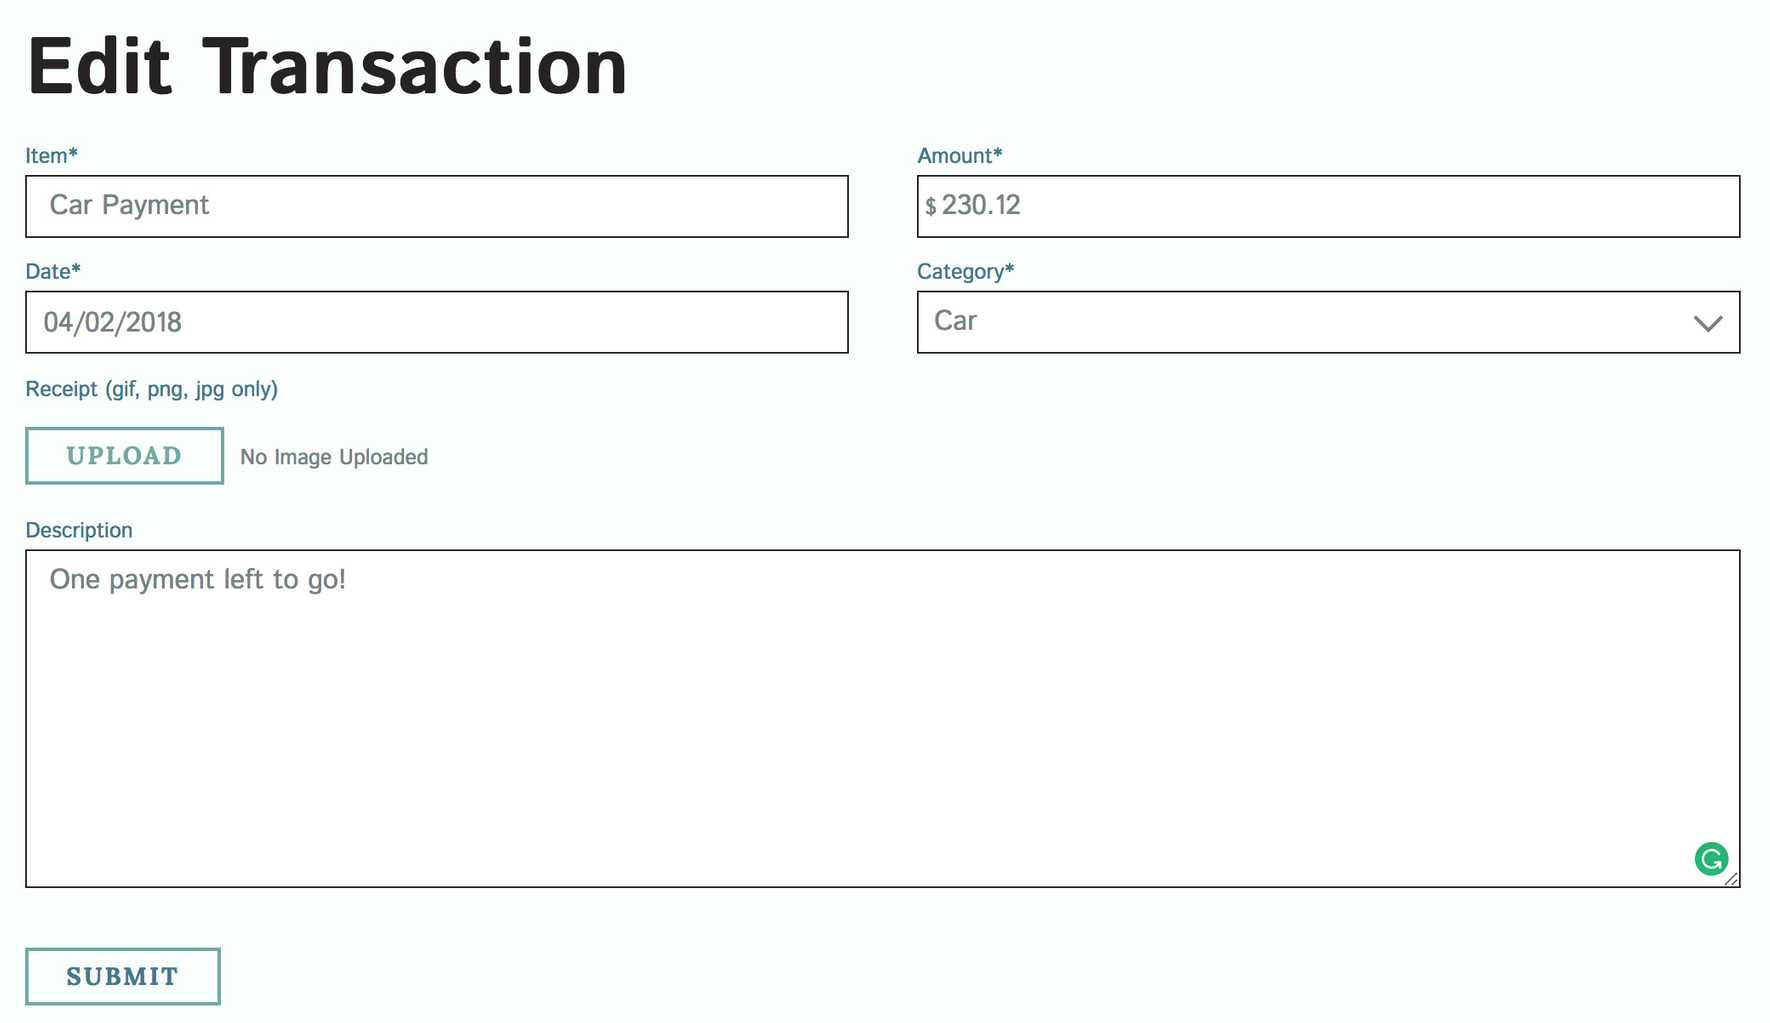 Edit Transaction
Item*
Amount*
Car Payment
$ 230.12
Date*
Category*
04/02/2018
Car
Receipt (gif, png, jpg only)
UPLOAD
No Image Uploaded
Description
One payment left to go!
SUBMIT